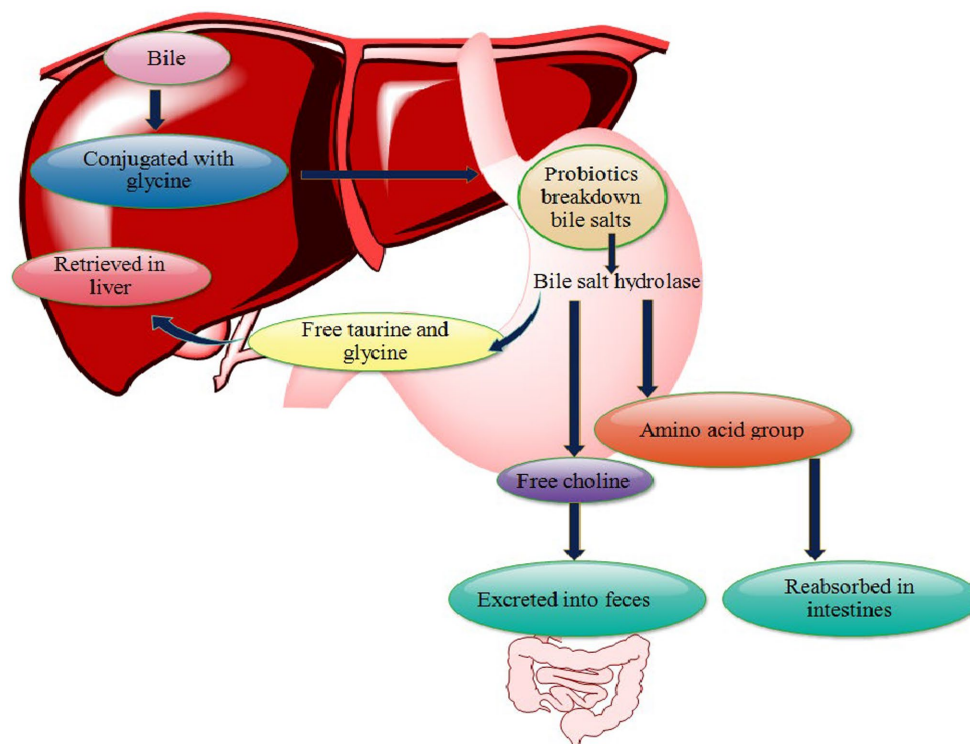 Bile
Conjugated with
glycine
Probiotics
breakdown
bile salts
Retrieved in
liver
Bile salt hydrolase
Free taurine and
glycine
Amino acid group
Free choline
Excreted into feces
Reabsorbed in
intestines